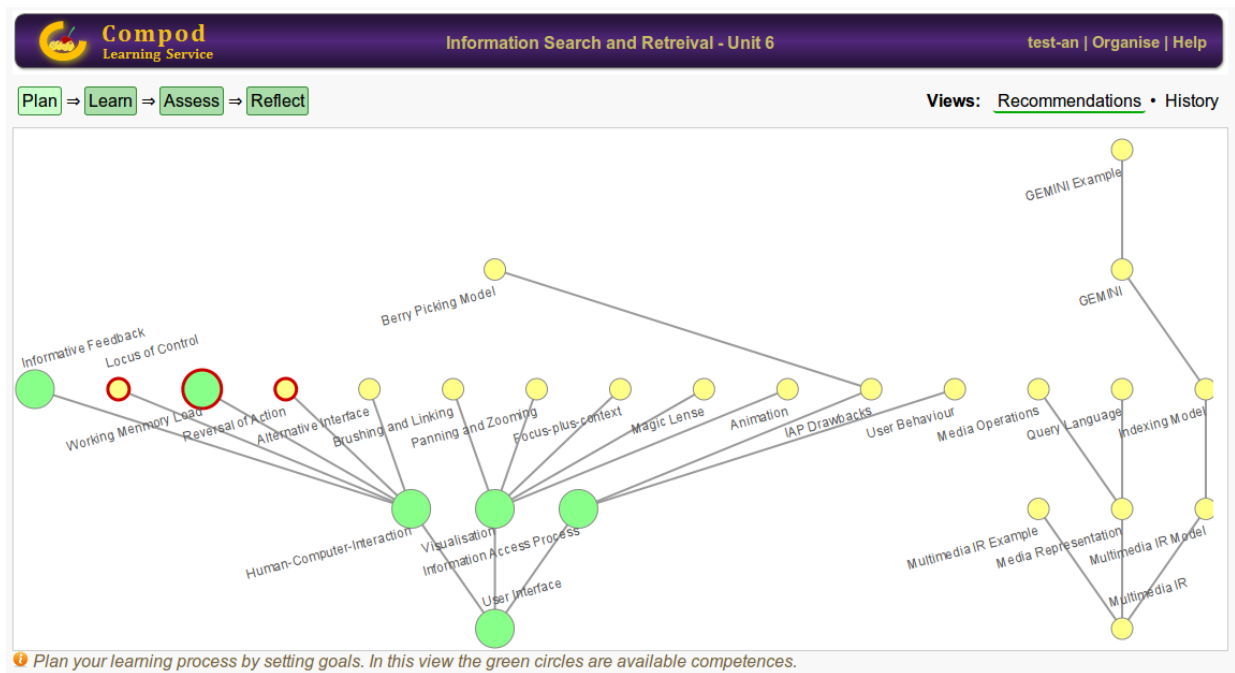 Compod
Learning Service
Information Search and Retreival - Unit 6
test-an | Organise | Help
Plan ⇒ Learn ⇒ Assess ⇒ Reflect
Views: Recommendations • History
GEMINI Example
Berry Picking Model
GEMINI
Informative Feedback
Locus of Control
Working Menmory Load
Reversal of Action
Alternative Interface
Brushing and Linking
Panning and Zooming
Focus-plus-context
Magic Lense
Animation
IAP Drawbacks
User Behaviour
Media Operations
Query Language
Indexing Model
Human-Computer-Interaction
Visualisation
Information Access Process
Multimedia IR Example
Media Representation
Multimedia IR Model
User Interface
Multimedia IR
Plan your learning process by setting goals. In this view the green circles are available competences.